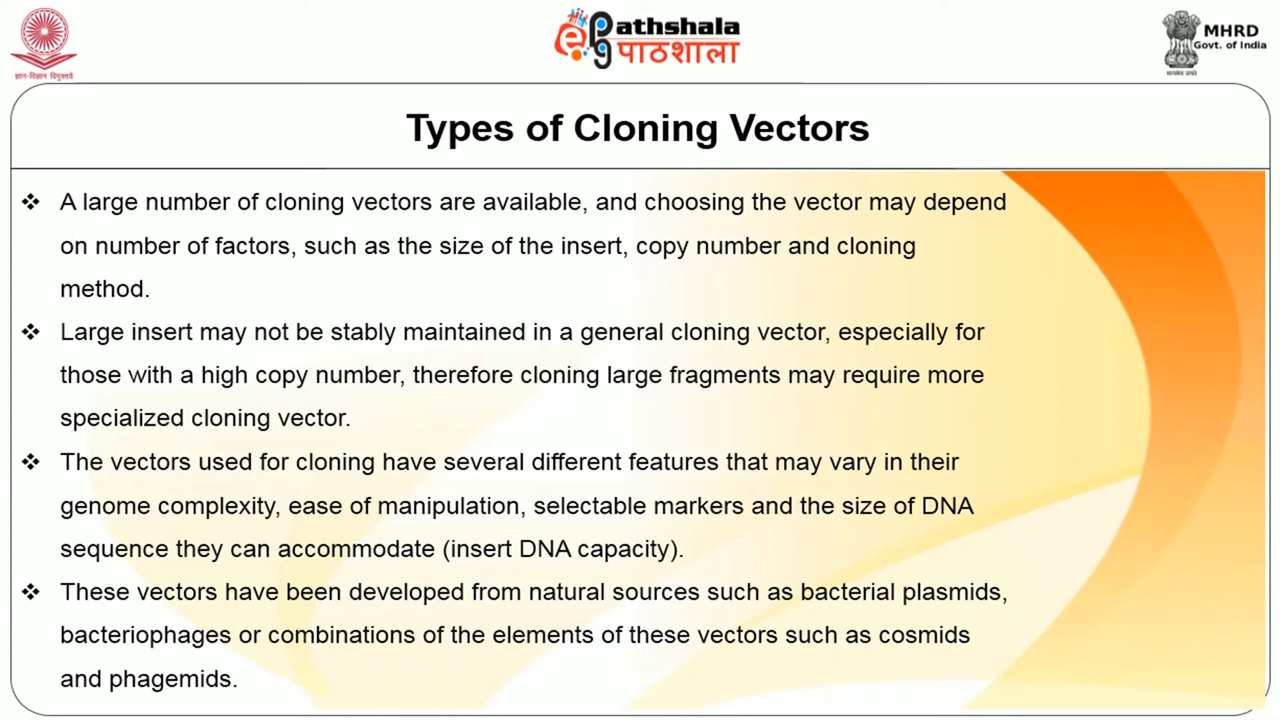 ज्ञान-विज्ञान विमुक्तये
ePathshala
पाठशाला
MHRD
Govt. of India
सत्यमेव जयते
Types of Cloning Vectors
❖ A large number of cloning vectors are available, and choosing the vector may depend
on number of factors, such as the size of the insert, copy number and cloning
method.
❖ Large insert may not be stably maintained in a general cloning vector, especially for
those with a high copy number, therefore cloning large fragments may require more
specialized cloning vector.
❖ The vectors used for cloning have several different features that may vary in their
genome complexity, ease of manipulation, selectable markers and the size of DNA
sequence they can accommodate (insert DNA capacity).
❖ These vectors have been developed from natural sources such as bacterial plasmids,
bacteriophages or combinations of the elements of these vectors such as cosmids
and phagemids.